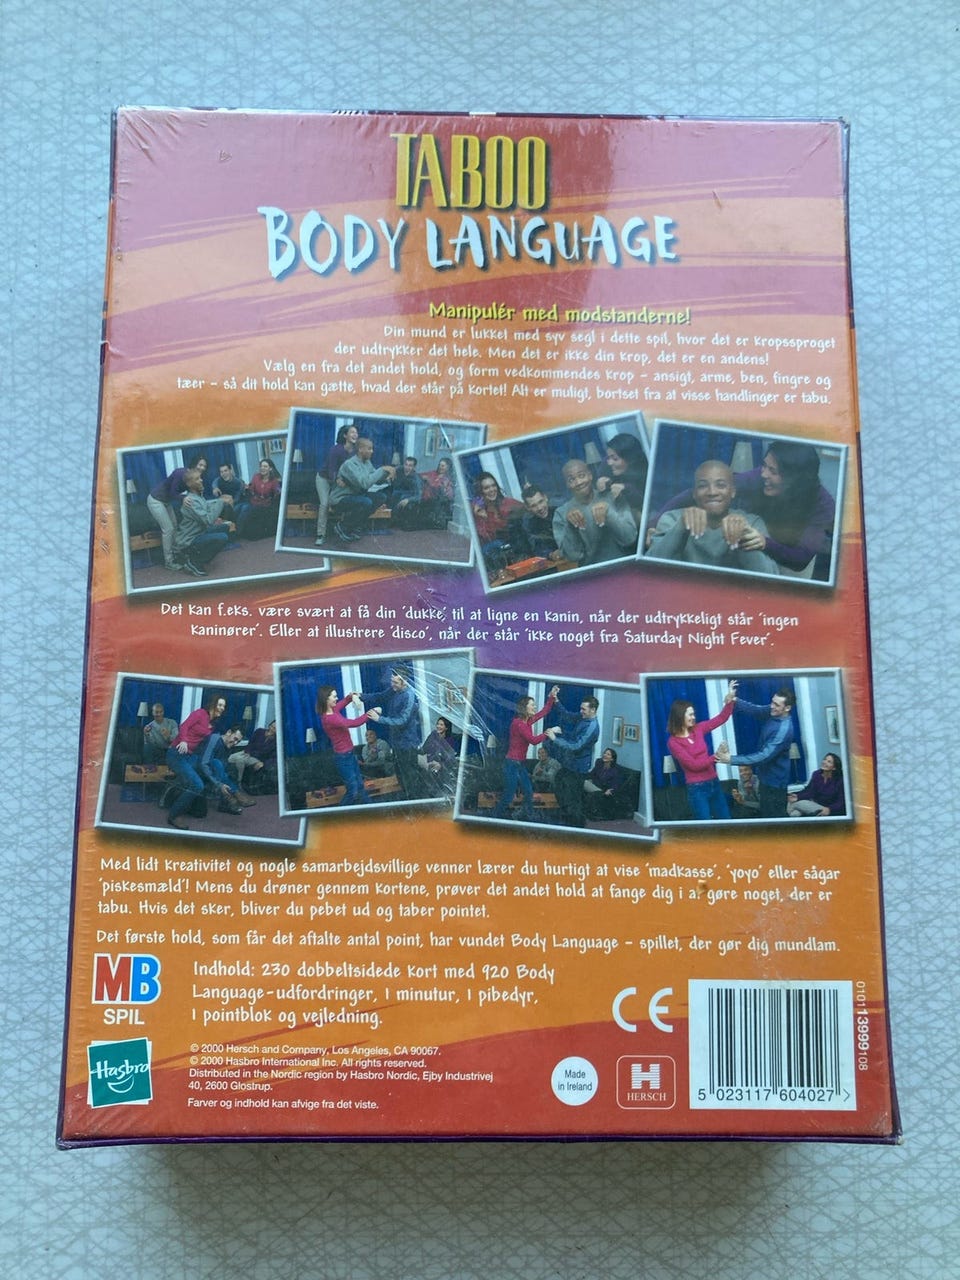 TABOO
BODY LANGUAGE
Manipulér med modstanderne!
Din mund er lukket med syv segl i dette spil, hvor det er kropssproget
der udtrykker det hele. Men det er ikke din krop, det er en andens!
Vælg en fra det andet hold, og form vedkommendes krop - ansigt, arme, ben, fingre og
tæer - så dit hold kan gætte, hvad der står på kortet! Alt er muligt, bortset fra at visse handlinger er tabu.
Det kan f.eks. være svært at få din 'dukke' til at ligne en kanin, når der udtrykkeligt står 'ingen
kaninører'. Eller at illustrere 'disco', når der står 'ikke noget fra Saturday Night Fever'.
Med lidt kreativitet og nogle samarbejdsvillige venner lærer du hurtigt at vise 'madkasse', 'yoyo' eller sågar
'piskesmæld'! Mens du drøner gennem kortene, prøver det andet hold at fange dig i at gøre noget, der er
tabu. Hvis det sker, bliver du pebet ud og taber pointet.
Det første hold, som får det aftalte antal point, har vundet Body Language - spillet, der gør dig mundlam.
MB
SPIL
Indhold: 230 dobbeltsidede kort med 920 Body
Language-udfordringer, 1 minutur, 1 pibedyr,
1 pointblok og vejledning.
Hasbro
© 2000 Hersch and Company, Los Angeles, CA 90067.
© 2000 Hasbro International Inc. All rights reserved.
Distributed in the Nordic region by Hasbro Nordic, Ejby Industrivej
40, 2600 Glostrup.
Farver og indhold kan afvige fra det viste.
CE
Made
in Ireland
H
HERSCH
5 023117 604027 >
010113999108